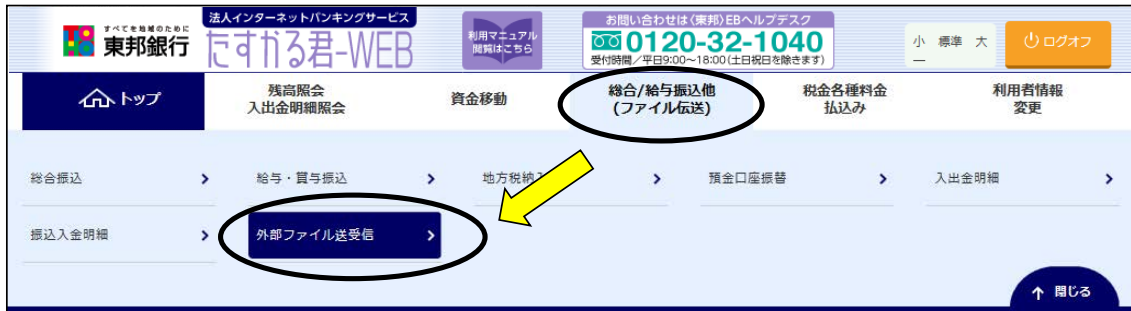 すべてを地域のために
東邦銀行
法人インターネットバンキングサービス
たすかる君-WEB
利用マニュアル
閲覧はこちら
お問い合わせは〈東邦〉EBヘルプデスク
0120-32-1040
受付時間／平日9:00〜18:00(土日祝日を除きます)
小 標準 大
ログオフ
トップ
残高照会
入出金明細照会
資金移動
総合/給与振込他
(ファイル伝送)
税金各種料金
払込み
利用者情報
変更
総合振込
給与・賞与振込
地方税納
預金口座振替
入出金明細
振込入金明細
外部ファイル送受信
閉じる